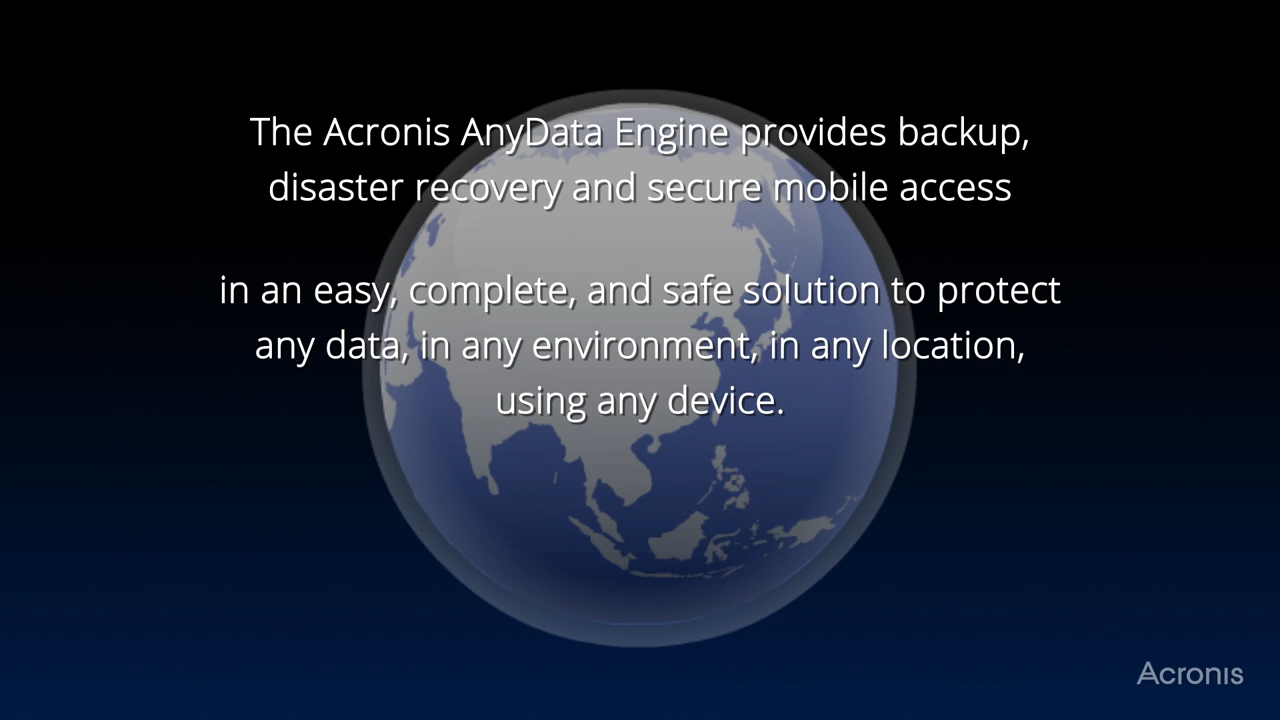 The Acronis AnyData Engine provides backup,
disaster recovery and secure mobile access
in an easy, complete, and safe solution to protect
any data, in any environment, in any location,
using any device.
Acronis